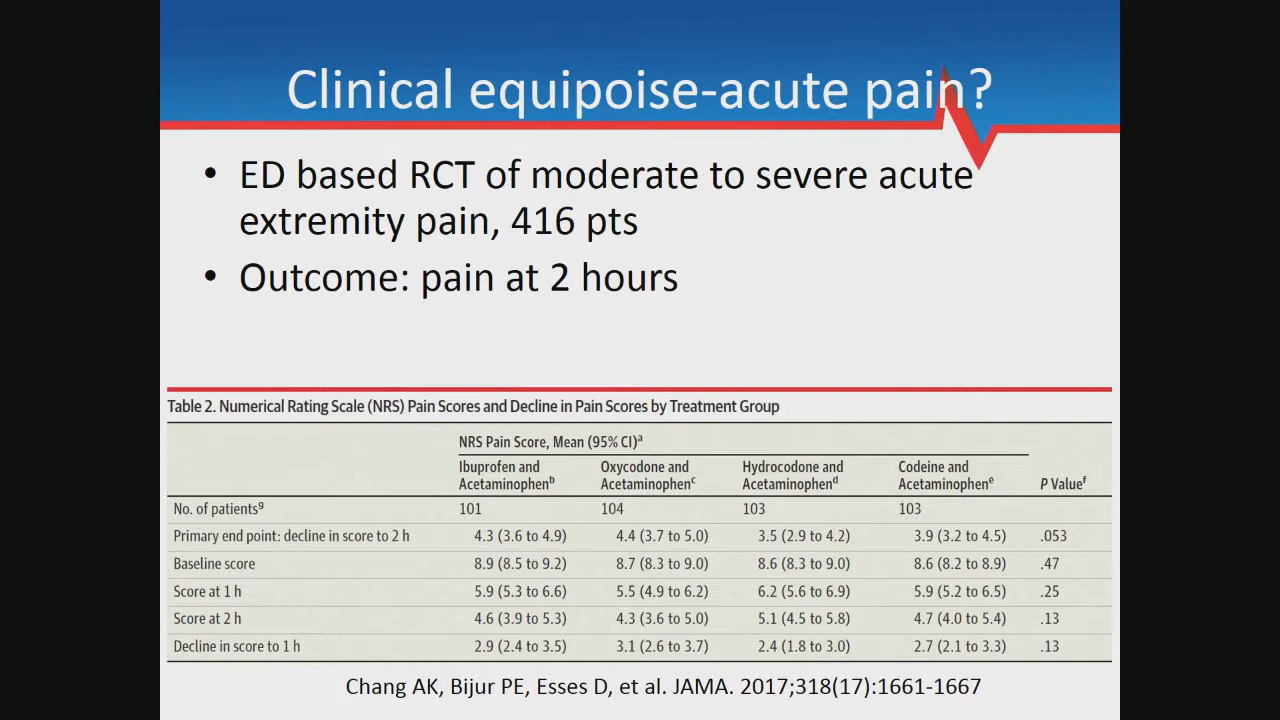 Clinical equipoise-acute pain?
• ED based RCT of moderate to severe acute
extremity pain, 416 pts
• Outcome: pain at 2 hours
Table 2. Numerical Rating Scale (NRS) Pain Scores and Decline in Pain Scores by Treatment Group
NRS Pain Score, Mean (95% CI)a
Ibuprofen and Acetaminophenb Oxycodone and Acetaminophenc Hydrocodone and Acetaminophend Codeine and Acetaminophene P Valuef
No. of patientsg 101 104 103 103
Primary end point: decline in score to 2 h 4.3 (3.6 to 4.9) 4.4 (3.7 to 5.0) 3.5 (2.9 to 4.2) 3.9 (3.2 to 4.5) .053
Baseline score 8.9 (8.5 to 9.2) 8.7 (8.3 to 9.0) 8.6 (8.3 to 9.0) 8.6 (8.2 to 8.9) .47
Score at 1 h 5.9 (5.3 to 6.6) 5.5 (4.9 to 6.2) 6.2 (5.6 to 6.9) 5.9 (5.2 to 6.5) .25
Score at 2 h 4.6 (3.9 to 5.3) 4.3 (3.6 to 5.0) 5.1 (4.5 to 5.8) 4.7 (4.0 to 5.4) .13
Decline in score to 1 h 2.9 (2.4 to 3.5) 3.1 (2.6 to 3.7) 2.4 (1.8 to 3.0) 2.7 (2.1 to 3.3) .13
Chang AK, Bijur PE, Esses D, et al. JAMA. 2017;318(17):1661-1667